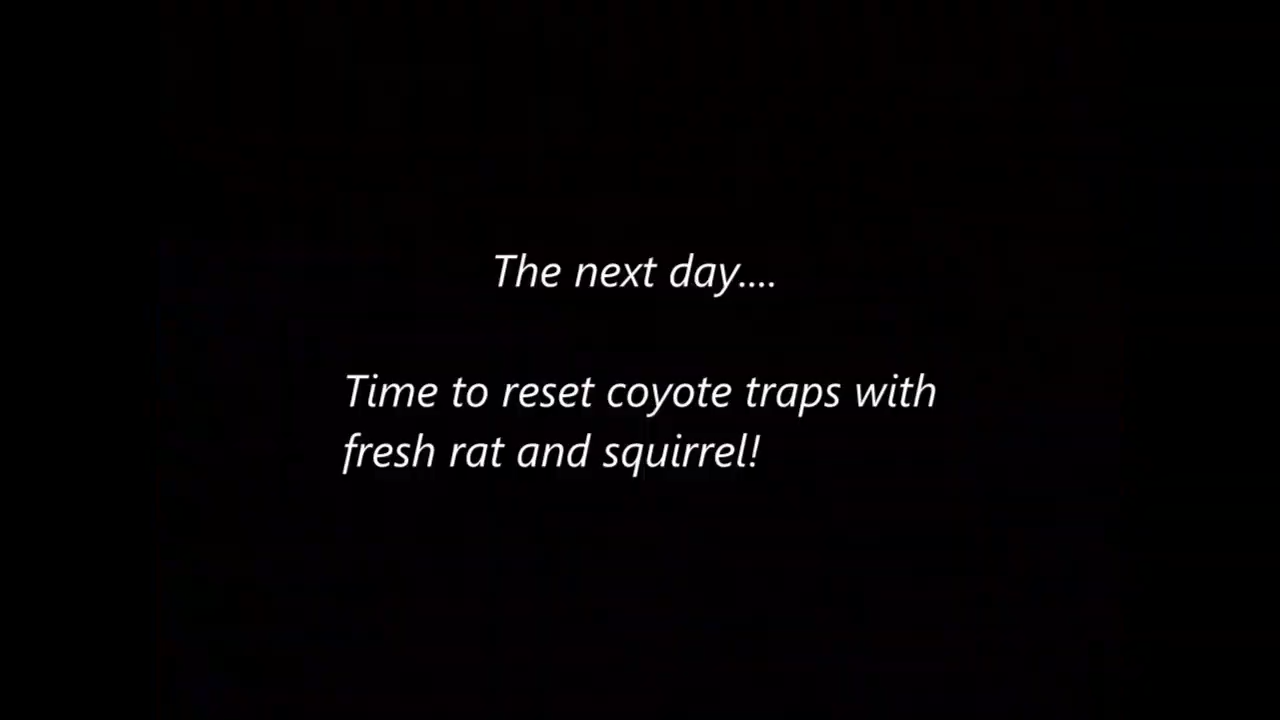 The next day....
Time to reset coyote traps with
fresh rat and squirrel!